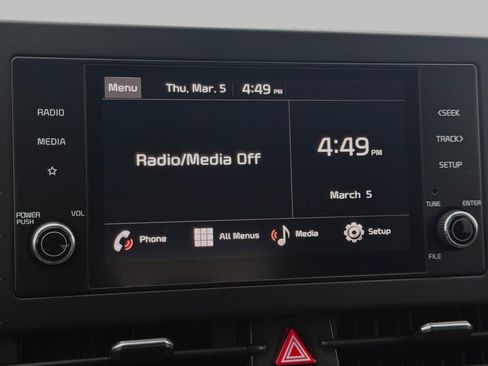 Menu Thu, Mar. 5 4:49 PM
RADIO
MEDIA
POWER PUSH VOL
Radio/Media Off
4:49 PM
March 5
Phone All Menus Media Setup
<SEEK
TRACK>
SETUP
TUNE ENTER
FILE